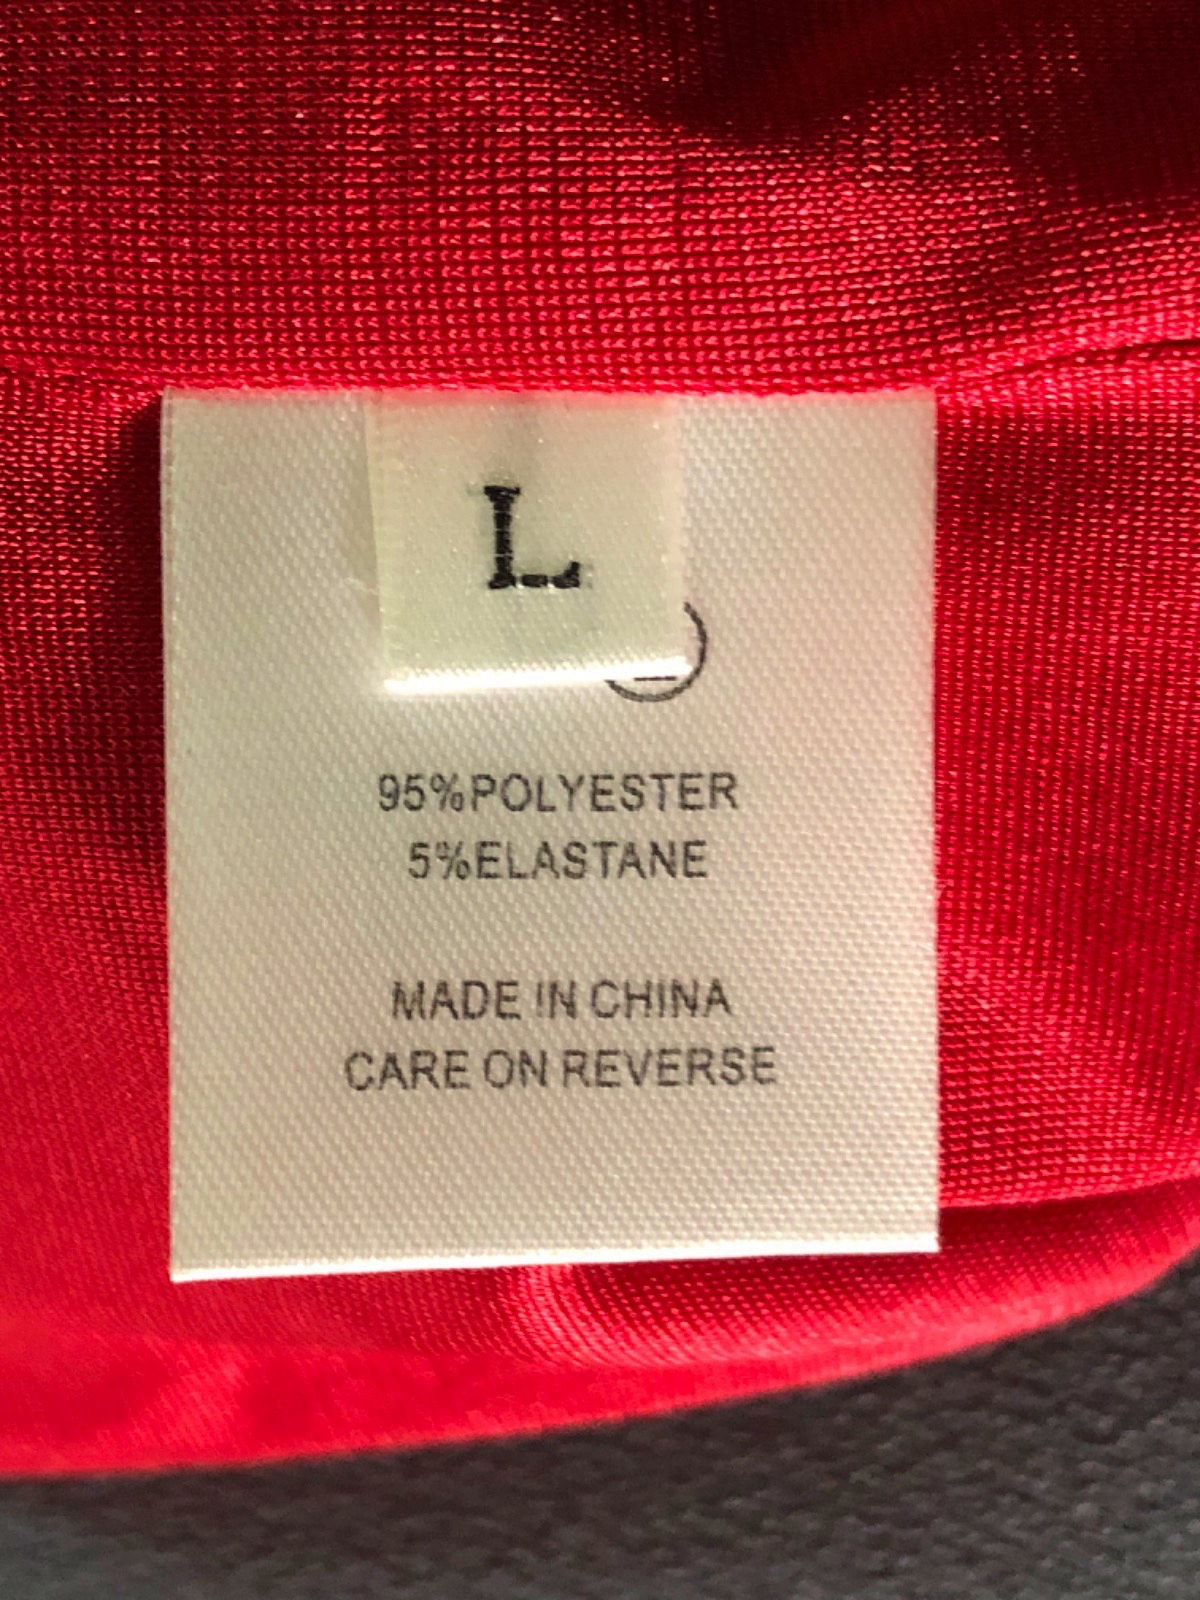 L
95%POLYESTER
5%ELASTANE
MADE IN CHINA
CARE ON REVERSE